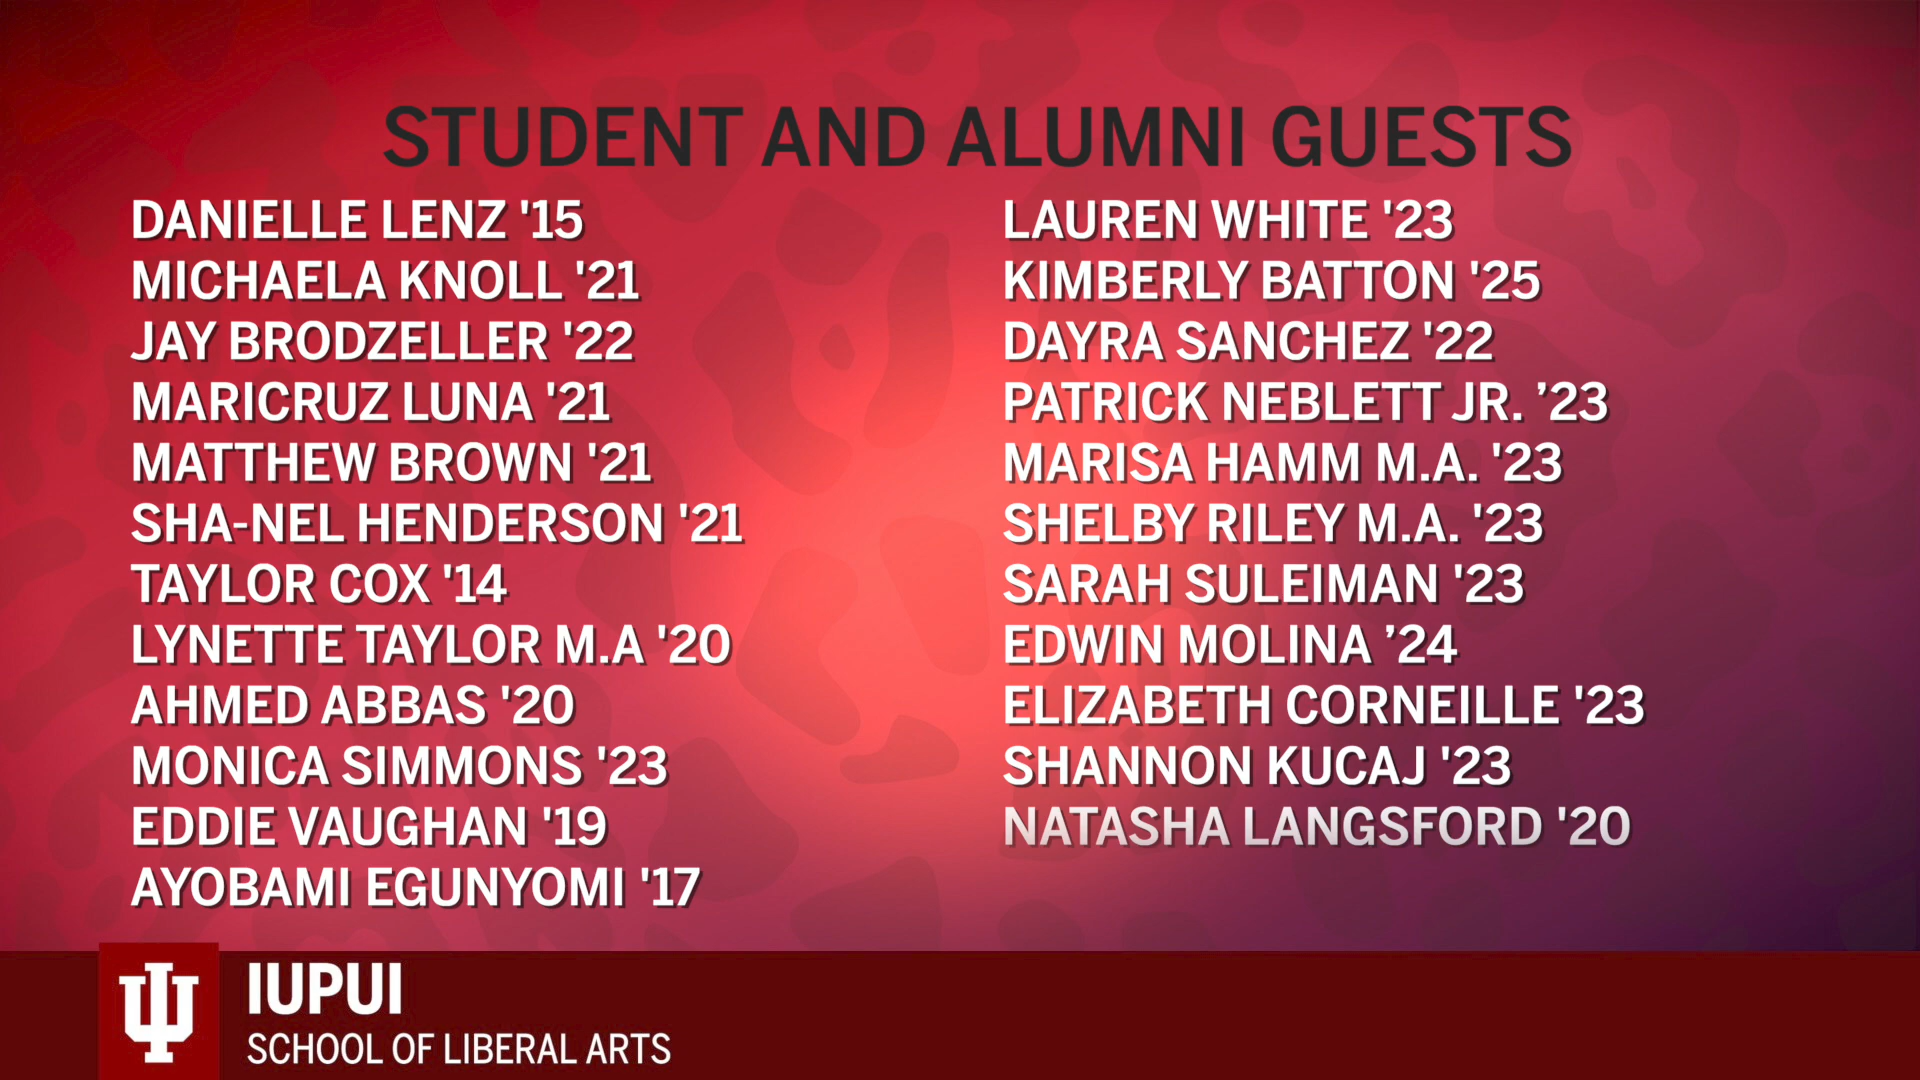 STUDENT AND ALUMNI GUESTS
DANIELLE LENZ '15
MICHAELA KNOLL '21
JAY BRODZELLER '22
MARICRUZ LUNA '21
MATTHEW BROWN '21
SHA-NEL HENDERSON '21
TAYLOR COX '14
LYNETTE TAYLOR M.A '20
AHMED ABBAS '20
MONICA SIMMONS '23
EDDIE VAUGHAN '19
AYOBAMI EGUNYOMI '17
LAUREN WHITE '23
KIMBERLY BATTON '25
DAYRA SANCHEZ '22
PATRICK NEBLETT JR. ’23
MARISA HAMM M.A. '23
SHELBY RILEY M.A. '23
SARAH SULEIMAN '23
EDWIN MOLINA ’24
ELIZABETH CORNEILLE '23
SHANNON KUCAJ '23
NATASHA LANGSFORD '20
IUPUI
SCHOOL OF LIBERAL ARTS